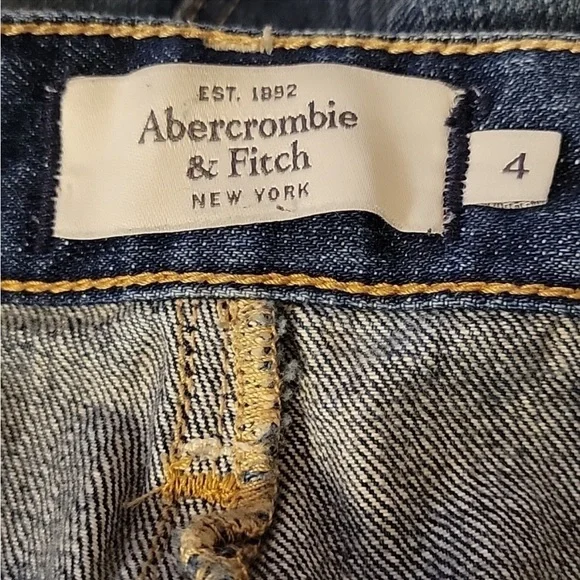 EST. 1892
Abercrombie
& Fitch
NEW YORK
4